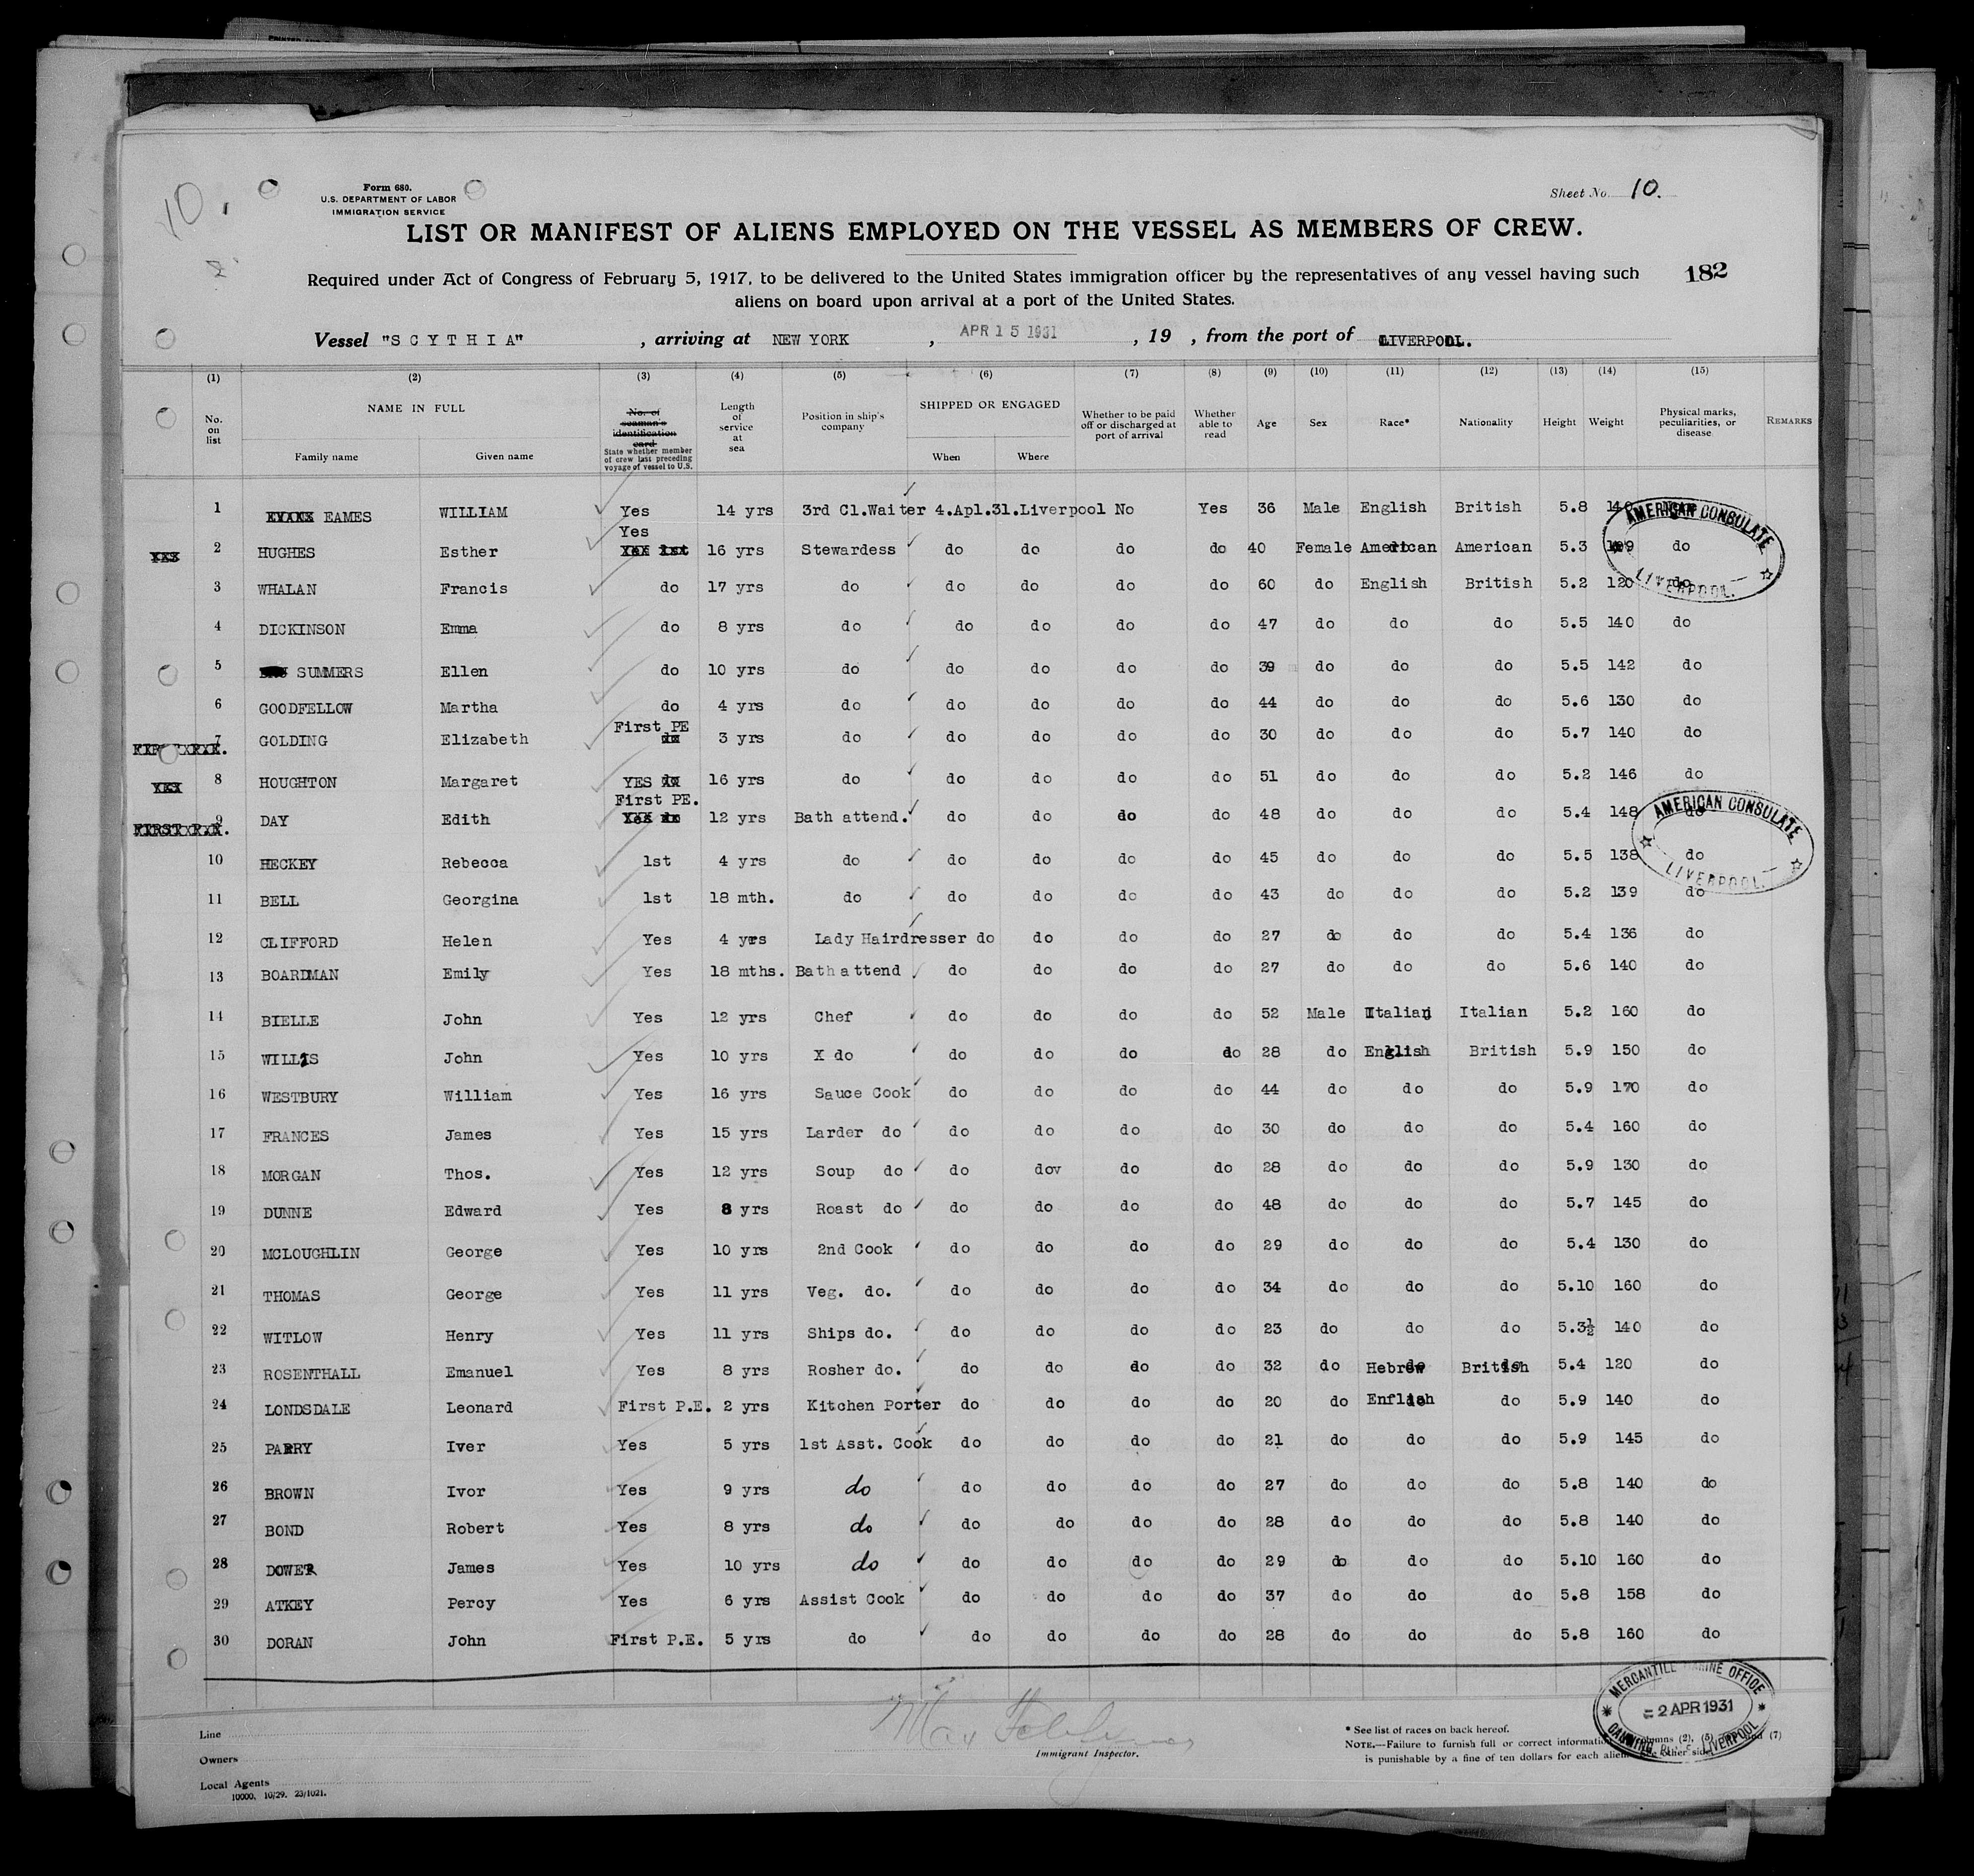 10.
Form 680.
U.S. DEPARTMENT OF LABOR
IMMIGRATION SERVICE
Sheet No. 10.
LIST OR MANIFEST OF ALIENS EMPLOYED ON THE VESSEL AS MEMBERS OF CREW.
Required under Act of Congress of February 5, 1917, to be delivered to the United States immigration officer by the representatives of any vessel having such
aliens on board upon arrival at a port of the United States.
182
Vessel "SCYTHIA", arriving at NEW YORK, APR 15 1931, 19 , from the port of LIVERPOOL.
(1) (2) (3) (4) (5) (6) (7) (8) (9) (10) (11) (12) (13) (14) (15)
No. on list NAME IN FULL Family name Given name No. of seaman's identification card State whether member of crew last preceding voyage of vessel to U.S. Length of service at sea Position in ship's company SHIPPED OR ENGAGED When Where Whether to be paid off or discharged at port of arrival Whether able to read Age Sex Race* Nationality Height Weight Physical marks, peculiarities, or disease REMARKS
1 EAMES WILLIAM Yes 14 yrs 3rd Cl.Waiter 4.Apl.31.Liverpool No Yes 36 Male English British 5.8
2 HUGHES Esther Yes 16 yrs Stewardess do do do do 40 Female American American 5.3 do
3 WHALAN Francis do 17 yrs do do do do do 60 do English British 5.2 120 do
4 DICKINSON Emma do 8 yrs do do do do do 47 do do do 5.5 140 do
5 SUMMERS Ellen do 10 yrs do do do do do 39 do do do 5.5 142 do
6 GOODFELLOW Martha do 4 yrs do do do do do 44 do do do 5.6 130 do
7 GOLDING Elizabeth First PE 3 yrs do do do do do 30 do do do 5.7 140 do
8 HOUGHTON Margaret YES 16 yrs do do do do do 51 do do do 5.2 146 do
9 DAY Edith First PE. 12 yrs Bath attend. do do do do 48 do do do 5.4 148 do
10 HECKEY Rebecca 1st 4 yrs do do do do do 45 do do do 5.5 138 do
11 BELL Georgina 1st 18 mth. do do do do do 43 do do do 5.2 139 do
12 CLIFFORD Helen Yes 4 yrs Lady Hairdresser do do do do 27 do do do 5.4 136 do
13 BOARDMAN Emily Yes 18 mths. Bath attend do do do do 27 do do do 5.6 140 do
14 BIELLE John Yes 12 yrs Chef do do do do 52 Male Italian Italian 5.2 160 do
15 WILLIS John Yes 10 yrs X do do do do do 28 do English British 5.9 150 do
16 WESTBURY William Yes 16 yrs Sauce Cook do do do do 44 do do do 5.9 170 do
17 FRANCES James Yes 15 yrs Larder do do do do do 30 do do do 5.4 160 do
18 MORGAN Thos. Yes 12 yrs Soup do do dov do do 28 do do do 5.9 130 do
19 DUNNE Edward Yes 8 yrs Roast do do do do do 48 do do do 5.7 145 do
20 MCLOUGHLIN George Yes 10 yrs 2nd Cook do do do do 29 do do do 5.4 130 do
21 THOMAS George Yes 11 yrs Veg. do. do do do do 34 do do do 5.10 160 do
22 WITLOW Henry Yes 11 yrs Ships do. do do do do 23 do do do 5.3½ 140 do
23 ROSENTHALL Emanuel Yes 8 yrs Rosher do. do do do do 32 do Hebrew British 5.4 120 do
24 LONDSDALE Leonard First P.E. 2 yrs Kitchen Porter do do do do 20 do Enflish do 5.9 140 do
25 PARRY Iver Yes 5 yrs 1st Asst. Cook do do do do 21 do do do 5.9 145 do
26 BROWN Ivor Yes 9 yrs do do do do do 27 do do do 5.8 140 do
27 BOND Robert Yes 8 yrs do do do do do 28 do do do 5.8 140 do
28 DOWER James Yes 10 yrs do do do do do 29 do do do 5.10 160 do
29 ATKEY Percy Yes 6 yrs Assist Cook do do do do 37 do do do 5.8 158 do
30 DORAN John First P.E. 5 yrs do do do do do 28 do do do 5.8 160 do
AMERICAN CONSULATE LIVERPOOL.
AMERICAN CONSULATE LIVERPOOL.
MERCANTILE MARINE OFFICE
2 APR 1931
CANNING PLACE LIVERPOOL
Line
Owners
Local Agents
10000. 10/29. 23/1021.
Max
Immigrant Inspector.
* See list of races on back hereof.
NOTE.—Failure to furnish full or correct information columns (2), (5) and (7)
is punishable by a fine of ten dollars for each alien. other side